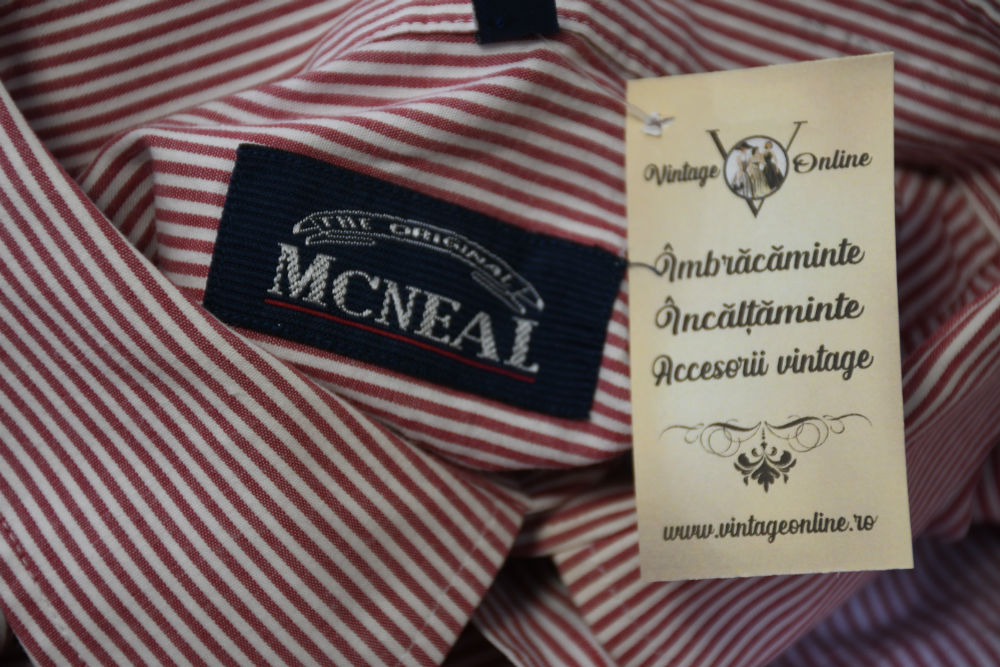 THE ORIGINAL
MCNEAL
Vintage Online
Îmbrăcăminte
Încălțăminte
Accesorii vintage
www.vintageonline.ro